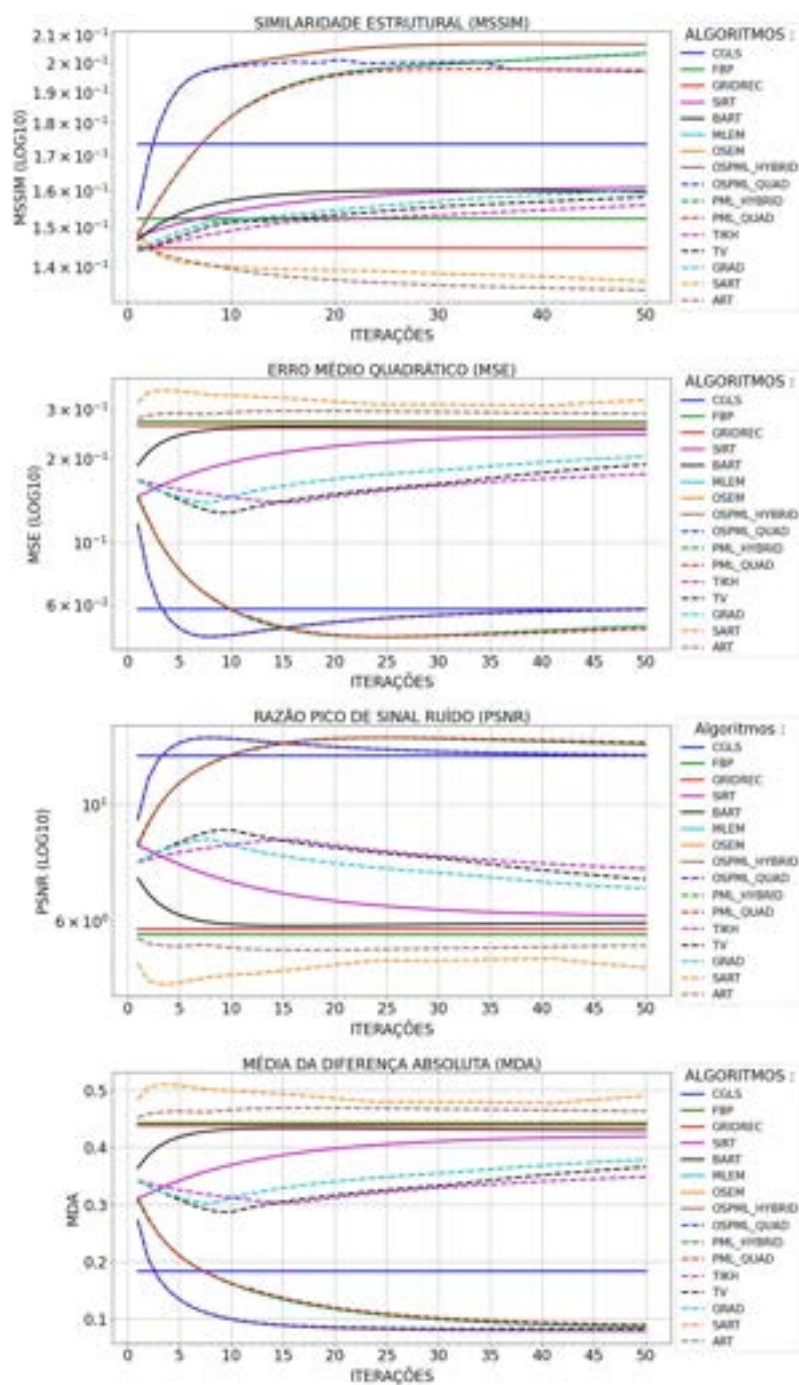 SIMILARIDADE ESTRUTURAL (MSSIM)
ALGORITMOS :
MSSIM (LOG10)
2.1 × 10⁻¹
2 × 10⁻¹
1.9 × 10⁻¹
1.8 × 10⁻¹
1.7 × 10⁻¹
1.6 × 10⁻¹
1.5 × 10⁻¹
1.4 × 10⁻¹
0 5 10 15 20 25 30 35 40 45 50
ITERAÇÕES
CGLS
FBP
GRIDREC
SIRT
BART
MLEM
OSEM
OSPML_HYBRID
OSPML_QUAD
PML_HYBRID
PML_QUAD
TIKH
TV
GRAD
SART
ART
ERRO MÉDIO QUADRÁTICO (MSE)
ALGORITMOS :
MSE (LOG10)
3 × 10⁻¹
2 × 10⁻¹
10⁻¹
6 × 10⁻²
0 5 10 15 20 25 30 35 40 45 50
ITERAÇÕES
CGLS
FBP
GRIDREC
SIRT
BART
MLEM
OSEM
OSPML_HYBRID
OSPML_QUAD
PML_HYBRID
PML_QUAD
TIKH
TV
GRAD
SART
ART
RAZÃO PICO DE SINAL RUÍDO (PSNR)
Algoritmos :
PSNR (LOG10)
10¹
6 × 10⁰
0 5 10 15 20 25 30 35 40 45 50
ITERAÇÕES
CGLS
FBP
GRIDREC
SIRT
BART
MLEM
OSEM
OSPML_HYBRID
OSPML_QUAD
PML_HYBRID
PML_QUAD
TIKH
TV
GRAD
SART
ART
MÉDIA DA DIFERENÇA ABSOLUTA (MDA)
ALGORITMOS :
MDA
0.5
0.4
0.3
0.2
0.1
0 5 10 15 20 25 30 35 40 45 50
ITERAÇÕES
CGLS
FBP
GRIDREC
SIRT
BART
MLEM
OSEM
OSPML_HYBRID
OSPML_QUAD
PML_HYBRID
PML_QUAD
TIKH
TV
GRAD
SART
ART